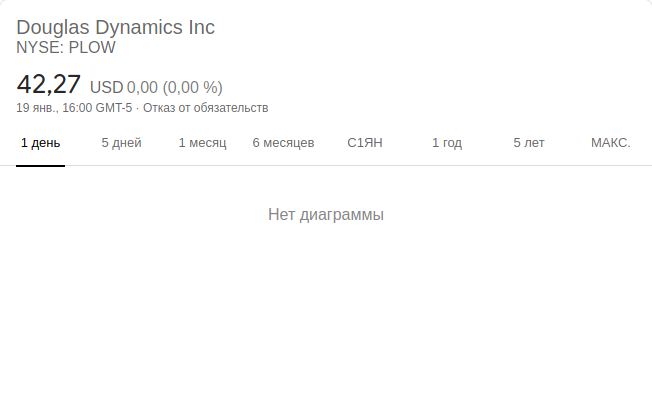 Douglas Dynamics Inc
NYSE: PLOW
42,27 USD 0,00 (0,00 %)
19 янв., 16:00 GMT-5 · Отказ от обязательств
1 день 5 дней 1 месяц 6 месяцев С1ЯН 1 год 5 лет МАКС.
Нет диаграммы